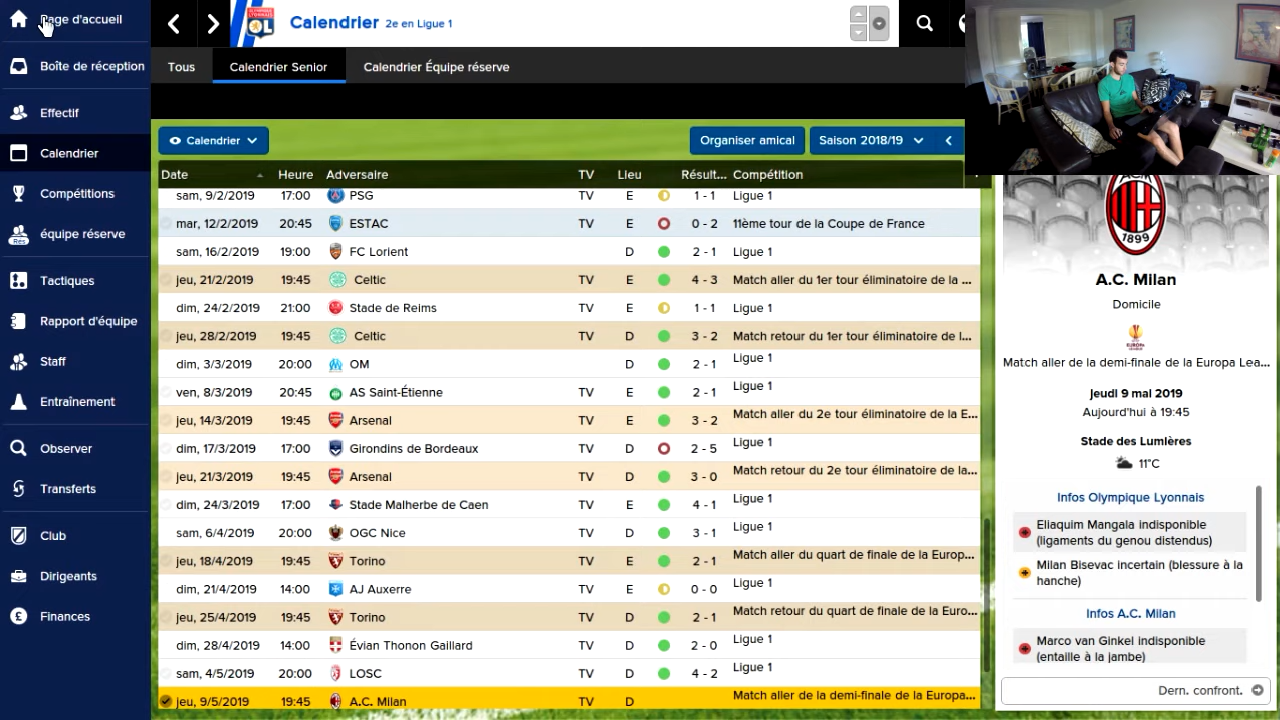 Page d'accueil
Boîte de réception
Effectif
Calendrier
Compétitions
équipe réserve
Tactiques
Rapport d'équipe
Staff
Entraînement
Observer
Transferts
Club
Dirigeants
Finances
Calendrier 2e en Ligue 1
Tous Calendrier Senior Calendrier Équipe réserve
Calendrier Organiser amical Saison 2018/19
Date Heure Adversaire TV Lieu Résult... Compétition
sam, 9/2/2019 17:00 PSG TV E 1 - 1 Ligue 1
mar, 12/2/2019 20:45 ESTAC TV E 0 - 2 11ème tour de la Coupe de France
sam, 16/2/2019 19:00 FC Lorient TV D 2 - 1 Ligue 1
jeu, 21/2/2019 19:45 Celtic TV E 4 - 3 Match aller du 1er tour éliminatoire de la ...
dim, 24/2/2019 21:00 Stade de Reims TV E 1 - 1 Ligue 1
jeu, 28/2/2019 19:45 Celtic TV D 3 - 2 Match retour du 1er tour éliminatoire de l...
dim, 3/3/2019 20:00 OM TV D 2 - 1 Ligue 1
ven, 8/3/2019 20:45 AS Saint-Étienne TV E 2 - 1 Ligue 1
jeu, 14/3/2019 19:45 Arsenal TV E 3 - 2 Match aller du 2e tour éliminatoire de la E...
dim, 17/3/2019 17:00 Girondins de Bordeaux TV D 2 - 5 Ligue 1
jeu, 21/3/2019 19:45 Arsenal TV D 3 - 0 Match retour du 2e tour éliminatoire de la...
dim, 24/3/2019 17:00 Stade Malherbe de Caen TV E 4 - 1 Ligue 1
sam, 6/4/2019 20:00 OGC Nice TV D 3 - 1 Ligue 1
jeu, 18/4/2019 19:45 Torino TV E 2 - 1 Match aller du quart de finale de la Europ...
dim, 21/4/2019 14:00 AJ Auxerre TV E 0 - 0 Ligue 1
jeu, 25/4/2019 19:45 Torino TV D 2 - 1 Match retour du quart de finale de la Euro...
dim, 28/4/2019 14:00 Évian Thonon Gaillard TV D 2 - 0 Ligue 1
sam, 4/5/2019 20:00 LOSC TV D 4 - 2 Ligue 1
jeu, 9/5/2019 19:45 A.C. Milan TV D Match aller de la demi-finale de la Europa...
1899
A.C. Milan
Domicile
Match aller de la demi-finale de la Europa Lea...
jeudi 9 mai 2019
Aujourd'hui à 19:45
Stade des Lumières
11°C
Infos Olympique Lyonnais
Eliaquim Mangala indisponible
(ligaments du genou distendus)
Milan Bisevac incertain (blessure à la
hanche)
Infos A.C. Milan
Marco van Ginkel indisponible
(entaille à la jambe)
Dern. confront.